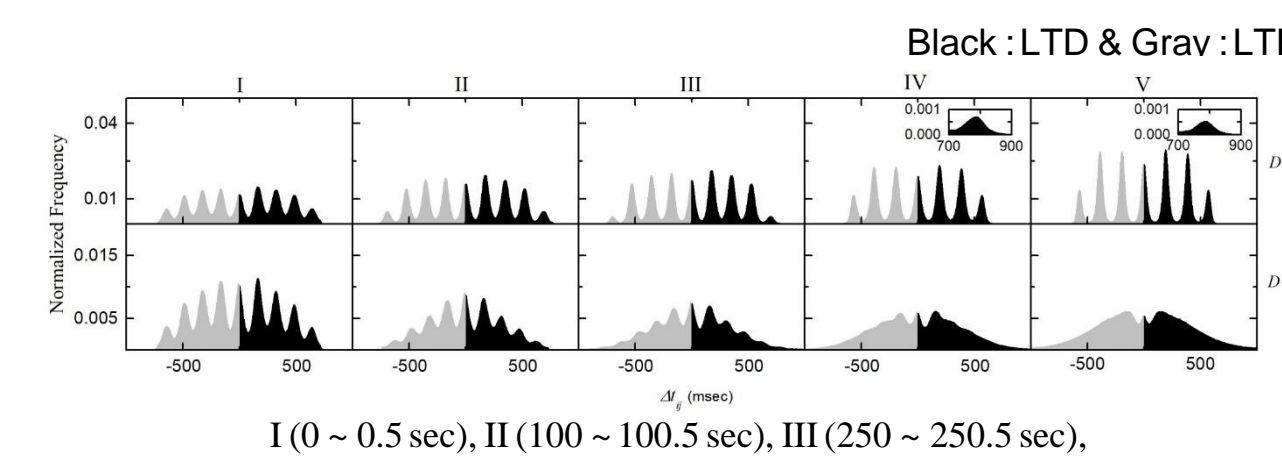 Black : LTD & Gray :
I II III IV V
Normalized Frequency
0.04
0.01
0.001
0.000
700 900
0.001
0.000
700 900
D
0.015
0.005
D
-500 500 -500 500 -500 500 -500 500 -500 500
Δt_ij (msec)
I (0 ~ 0.5 sec), II (100 ~ 100.5 sec), III (250 ~ 250.5 sec),